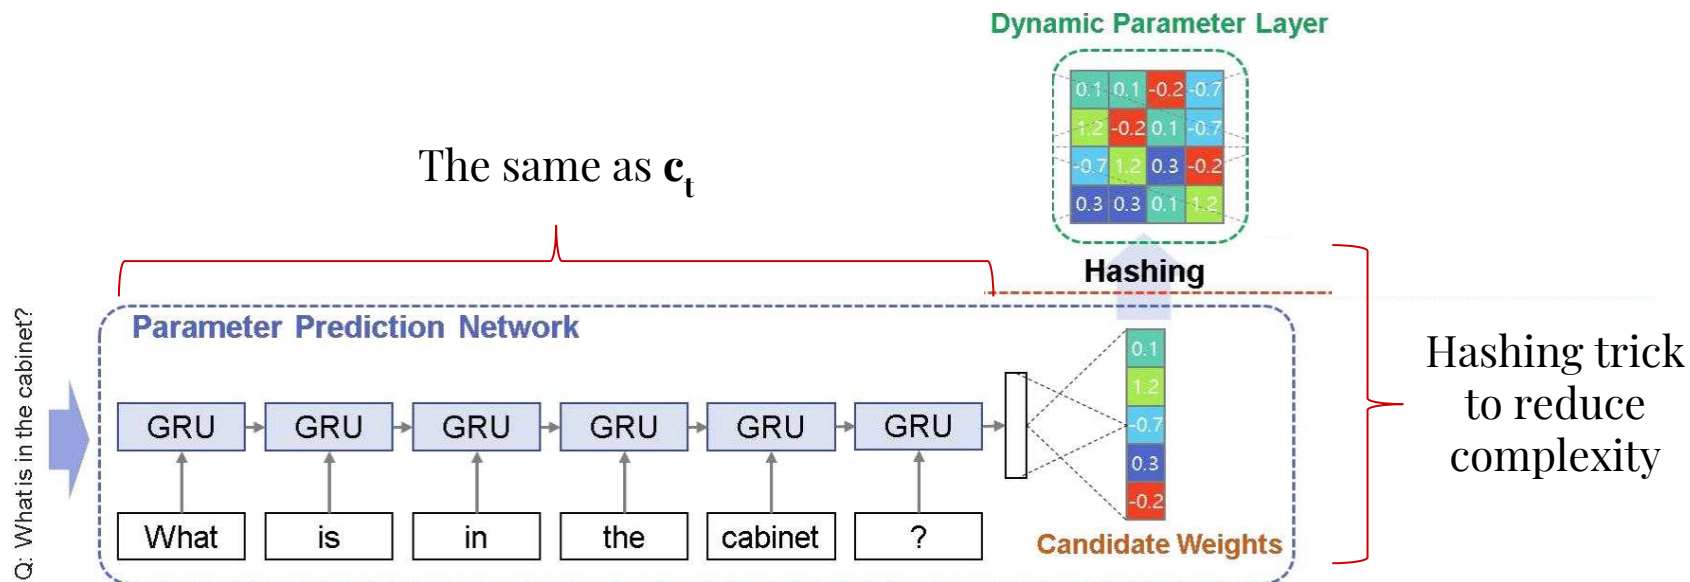 Dynamic Parameter Layer
0.1 0.1 -0.2 -0.7
1.2 -0.2 0.1 -0.7
-0.7 1.2 0.3 -0.2
0.3 0.3 0.1 1.2
The same as cₜ
Hashing
Q: What is in the cabinet?
Parameter Prediction Network
GRU GRU GRU GRU GRU GRU
What is in the cabinet ?
0.1
1.2
-0.7
0.3
-0.2
Candidate Weights
Hashing trick
to reduce
complexity